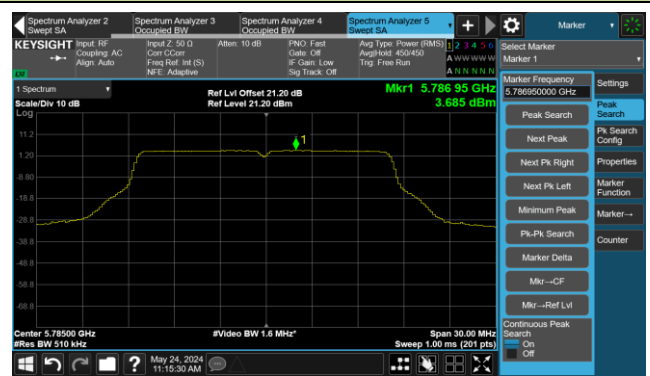 Spectrum Analyzer 2
Swept SA
Spectrum Analyzer 3
Occupied BW
Spectrum Analyzer 4
Occupied BW
Spectrum Analyzer 5
Swept SA
+
Marker
KEYSIGHT
Input: RF
Coupling: AC
Align: Auto
Input Z: 50 Ω
Corr CCorr
Freq Ref: Int (S)
NFE: Adaptive
Atten: 10 dB
PNO: Fast
Gate: Off
IF Gain: Low
Sig Track: Off
Avg Type: Power (RMS)
Avg|Hold: 450/450
Trig: Free Run
1 2 3 4 5 6
A W W W W W
A N N N N N
LXI
Select Marker
Marker 1
1 Spectrum
Scale/Div 10 dB
Log
Ref Lvl Offset 21.20 dB
Ref Level 21.20 dBm
Mkr1 5.786 95 GHz
3.685 dBm
1
11.2
1.20
-8.80
-18.8
-28.8
-38.8
-48.8
-58.8
-68.8
Center 5.78500 GHz
#Res BW 510 kHz
#Video BW 1.6 MHz*
Span 30.00 MHz
Sweep 1.00 ms (201 pts)
Marker Frequency
5.786950000 GHz
Peak Search
Next Peak
Next Pk Right
Next Pk Left
Minimum Peak
Pk-Pk Search
Marker Delta
Mkr→CF
Mkr→Ref Lvl
Continuous Peak
Search
On
Off
Settings
Peak
Search
Pk Search
Config
Properties
Marker
Function
Marker→
Counter
?
May 24, 2024
11:15:30 AM